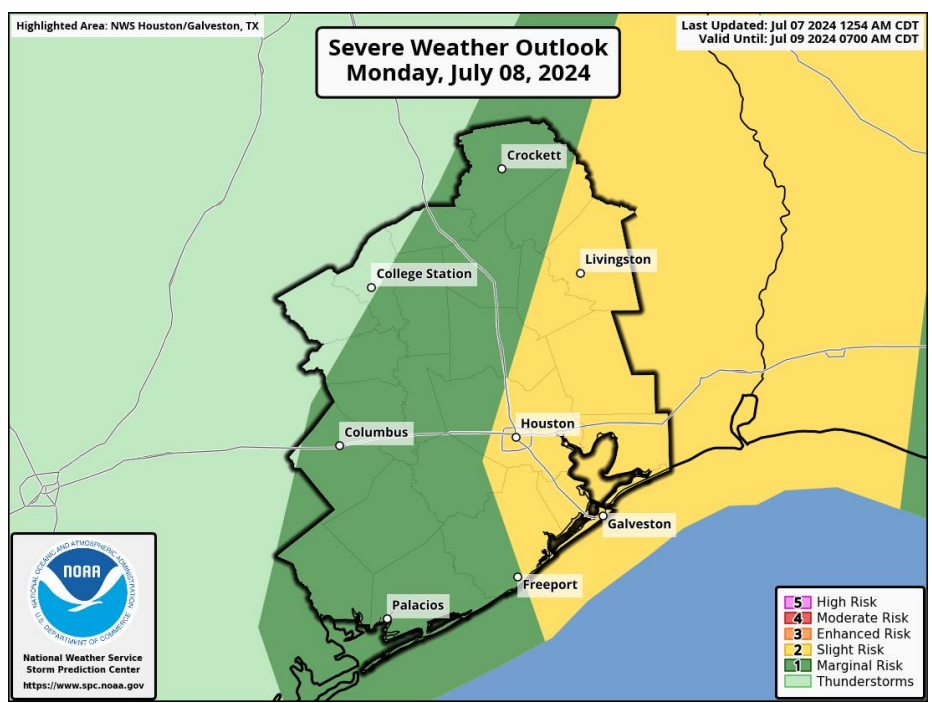 Highlighted Area: NWS Houston/Galveston, TX
Severe Weather Outlook
Monday, July 08, 2024
Last Updated: Jul 07 2024 1254 AM CDT
Valid Until: Jul 09 2024 0700 AM CDT
Crockett
Livingston
College Station
Houston
Columbus
Galveston
Freeport
Palacios
NATIONAL OCEANIC AND ATMOSPHERIC ADMINISTRATION
NOAA
U.S. DEPARTMENT OF COMMERCE
National Weather Service
Storm Prediction Center
https://www.spc.noaa.gov
5 High Risk
4 Moderate Risk
3 Enhanced Risk
2 Slight Risk
1 Marginal Risk
Thunderstorms